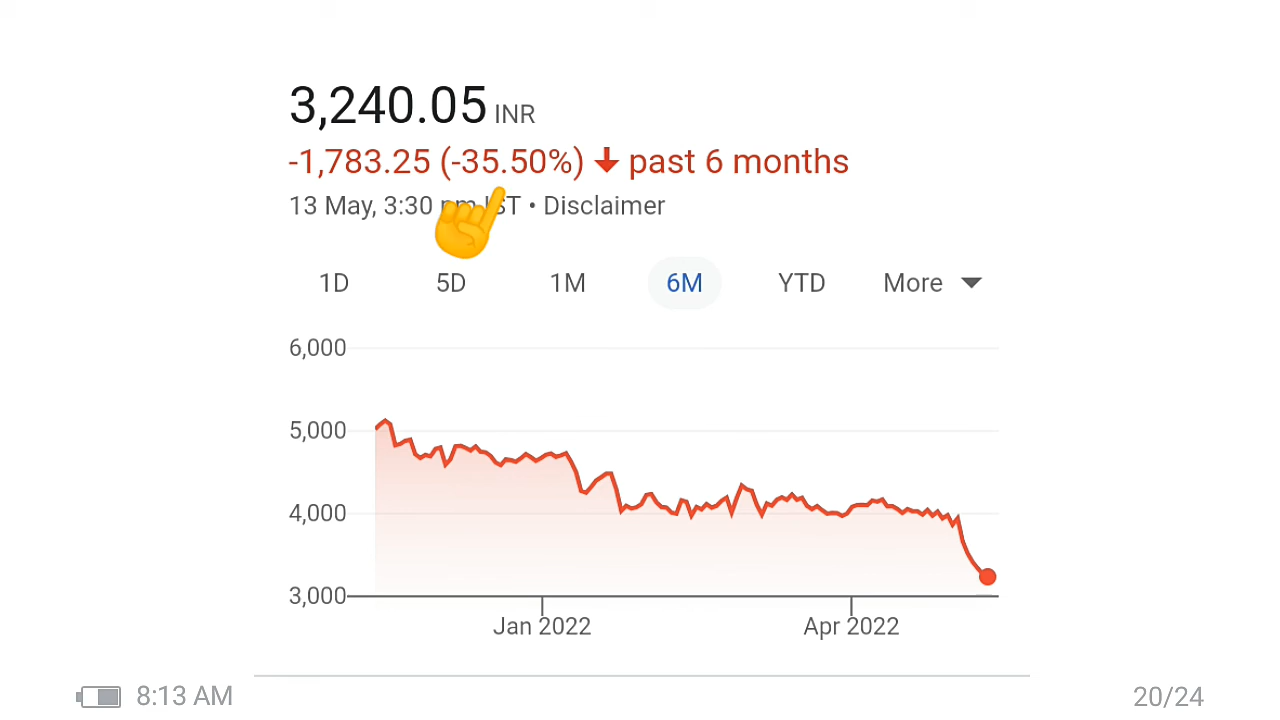 3,240.05 INR
-1,783.25 (-35.50%) ↓ past 6 months
13 May, 3:30 pm IST • Disclaimer
1D 5D 1M 6M YTD More
6,000
5,000
4,000
3,000
Jan 2022 Apr 2022
8:13 AM 20/24